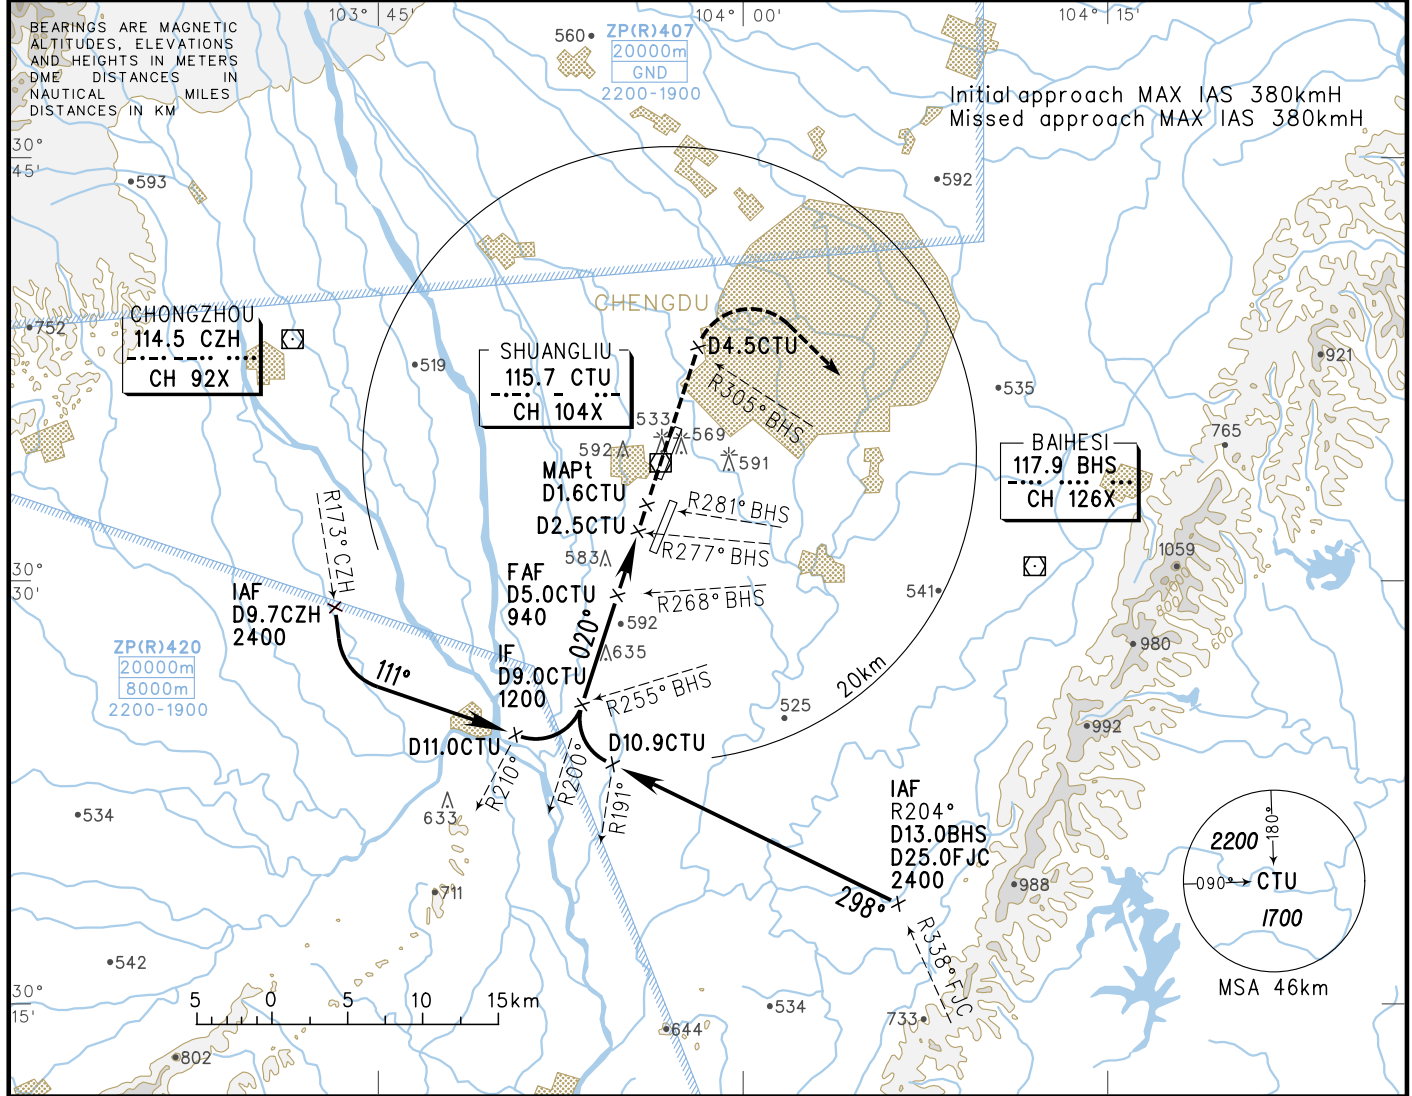 BEARINGS ARE MAGNETIC
ALTITUDES, ELEVATIONS
AND HEIGHTS IN METERS
DME DISTANCES IN
NAUTICAL MILES
DISTANCES IN KM
103° 45'
104° 00'
104° 15'
560
ZP(R)407
20000m
GND
2200-1900
Initial approach MAX IAS 380kmH
Missed approach MAX IAS 380kmH
30°
45'
593
592
CHENGDU
752
CHONGZHOU
114.5 CZH
CH 92X
519
SHUANGLIU
115.7 CTU
CH 104X
D4.5CTU
R305° BHS
921
535
533
569
592
591
765
BAIHESI
117.9 BHS
CH 126X
MAPt
D1.6CTU
D2.5CTU
R281° BHS
R277° BHS
R173° CZH
583
1059
30°
30'
IAF
D9.7CZH
2400
FAF
D5.0CTU
940
R268° BHS
541
800
1000
600
592
020°
635
980
ZP(R)420
20000m
8000m
2200-1900
111°
IF
D9.0CTU
1200
R255° BHS
20km
525
992
D11.0CTU
D10.9CTU
R210°
R200°
R191°
534
633
IAF
R204°
D13.0BHS
D25.0FJC
2400
298°
R338° FJC
988
711
2200
180°
090°
CTU
1700
MSA 46km
542
30°
15'
5 0 5 10 15km
534
733
644
802